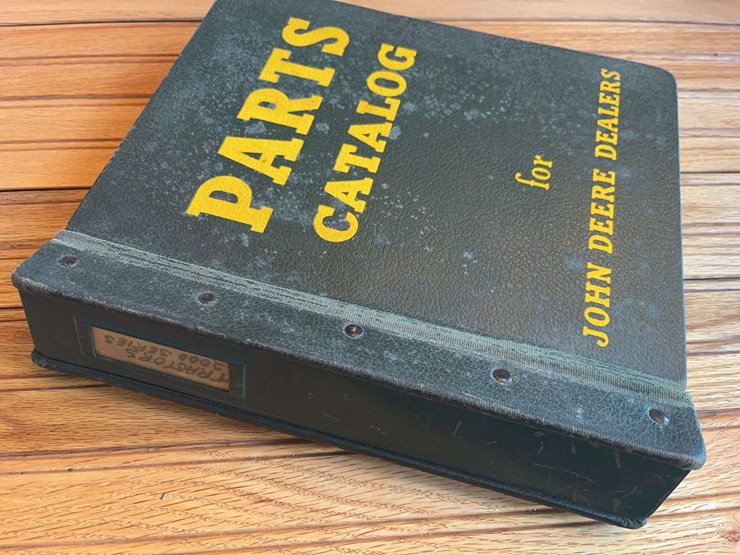 PARTS
CATALOG
for
JOHN DEERE DEALERS
TRACTORS
5000 SERIES